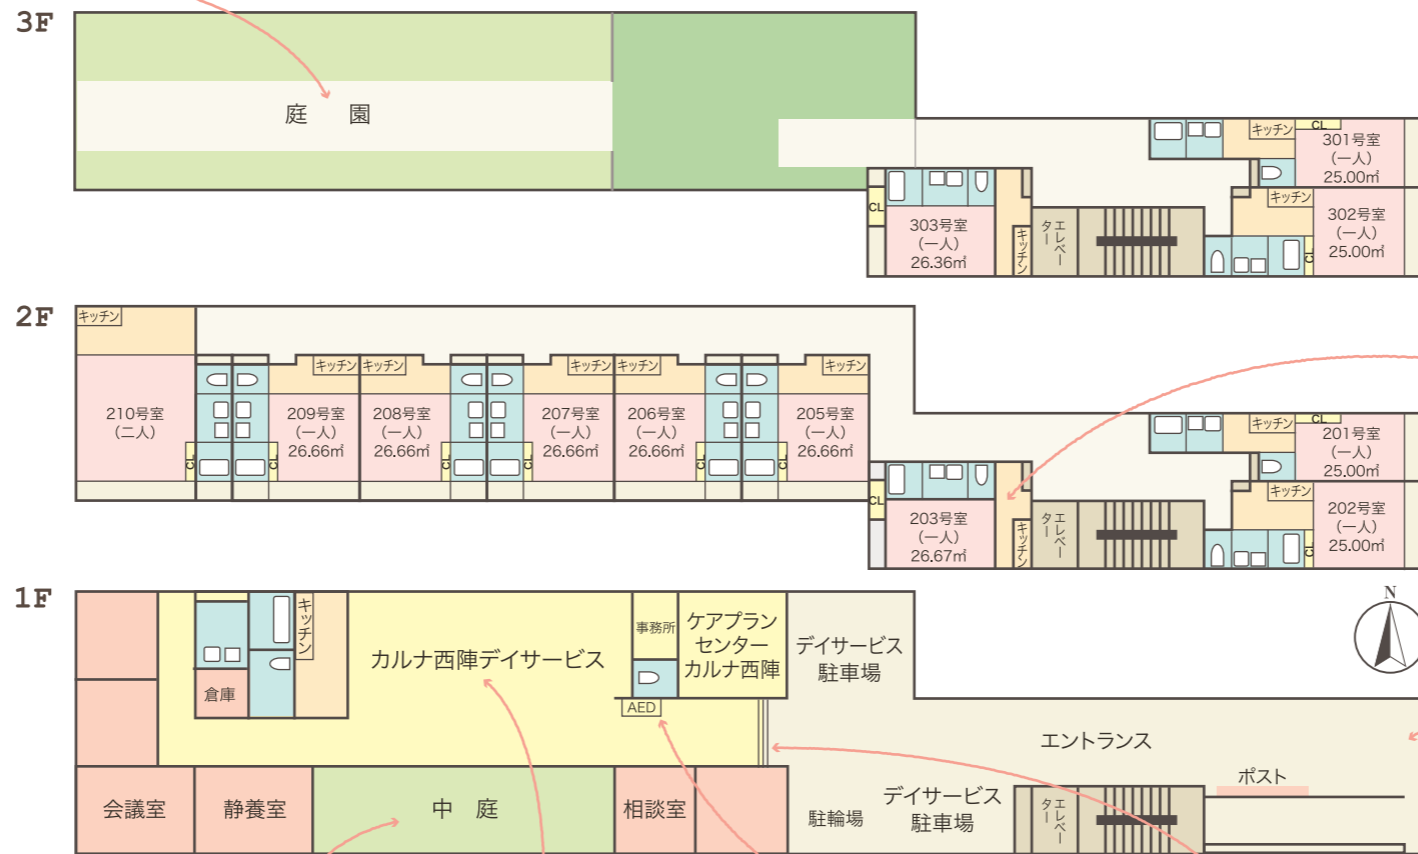 3F
庭 園
キッチン
CL
301号室
(一人)
25.00㎡
キッチン
302号室
(一人)
25.00㎡
CL
CL
303号室
(一人)
26.36㎡
キッチン
エレベーター
2F
キッチン
210号室
(二人)
CL
キッチン
209号室
(一人)
26.66㎡
CL
キッチン
208号室
(一人)
26.66㎡
CL
キッチン
207号室
(一人)
26.66㎡
CL
キッチン
206号室
(一人)
26.66㎡
CL
キッチン
205号室
(一人)
26.66㎡
CL
キッチン
CL
201号室
(一人)
25.00㎡
キッチン
202号室
(一人)
25.00㎡
CL
CL
203号室
(一人)
26.67㎡
キッチン
エレベーター
1F
キッチン
倉庫
カルナ西陣デイサービス
事務所
ケアプラン
センター
カルナ西陣
AED
デイサービス
駐車場
N
エントランス
会議室
静養室
中 庭
相談室
駐輪場
デイサービス
駐車場
エレベーター
ポスト